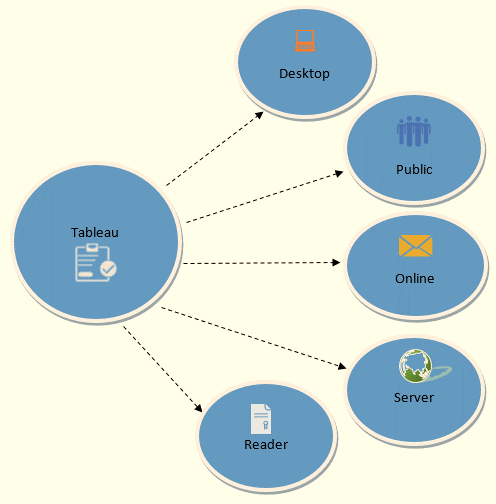 Desktop
Public
Tableau
Online
Server
Reader